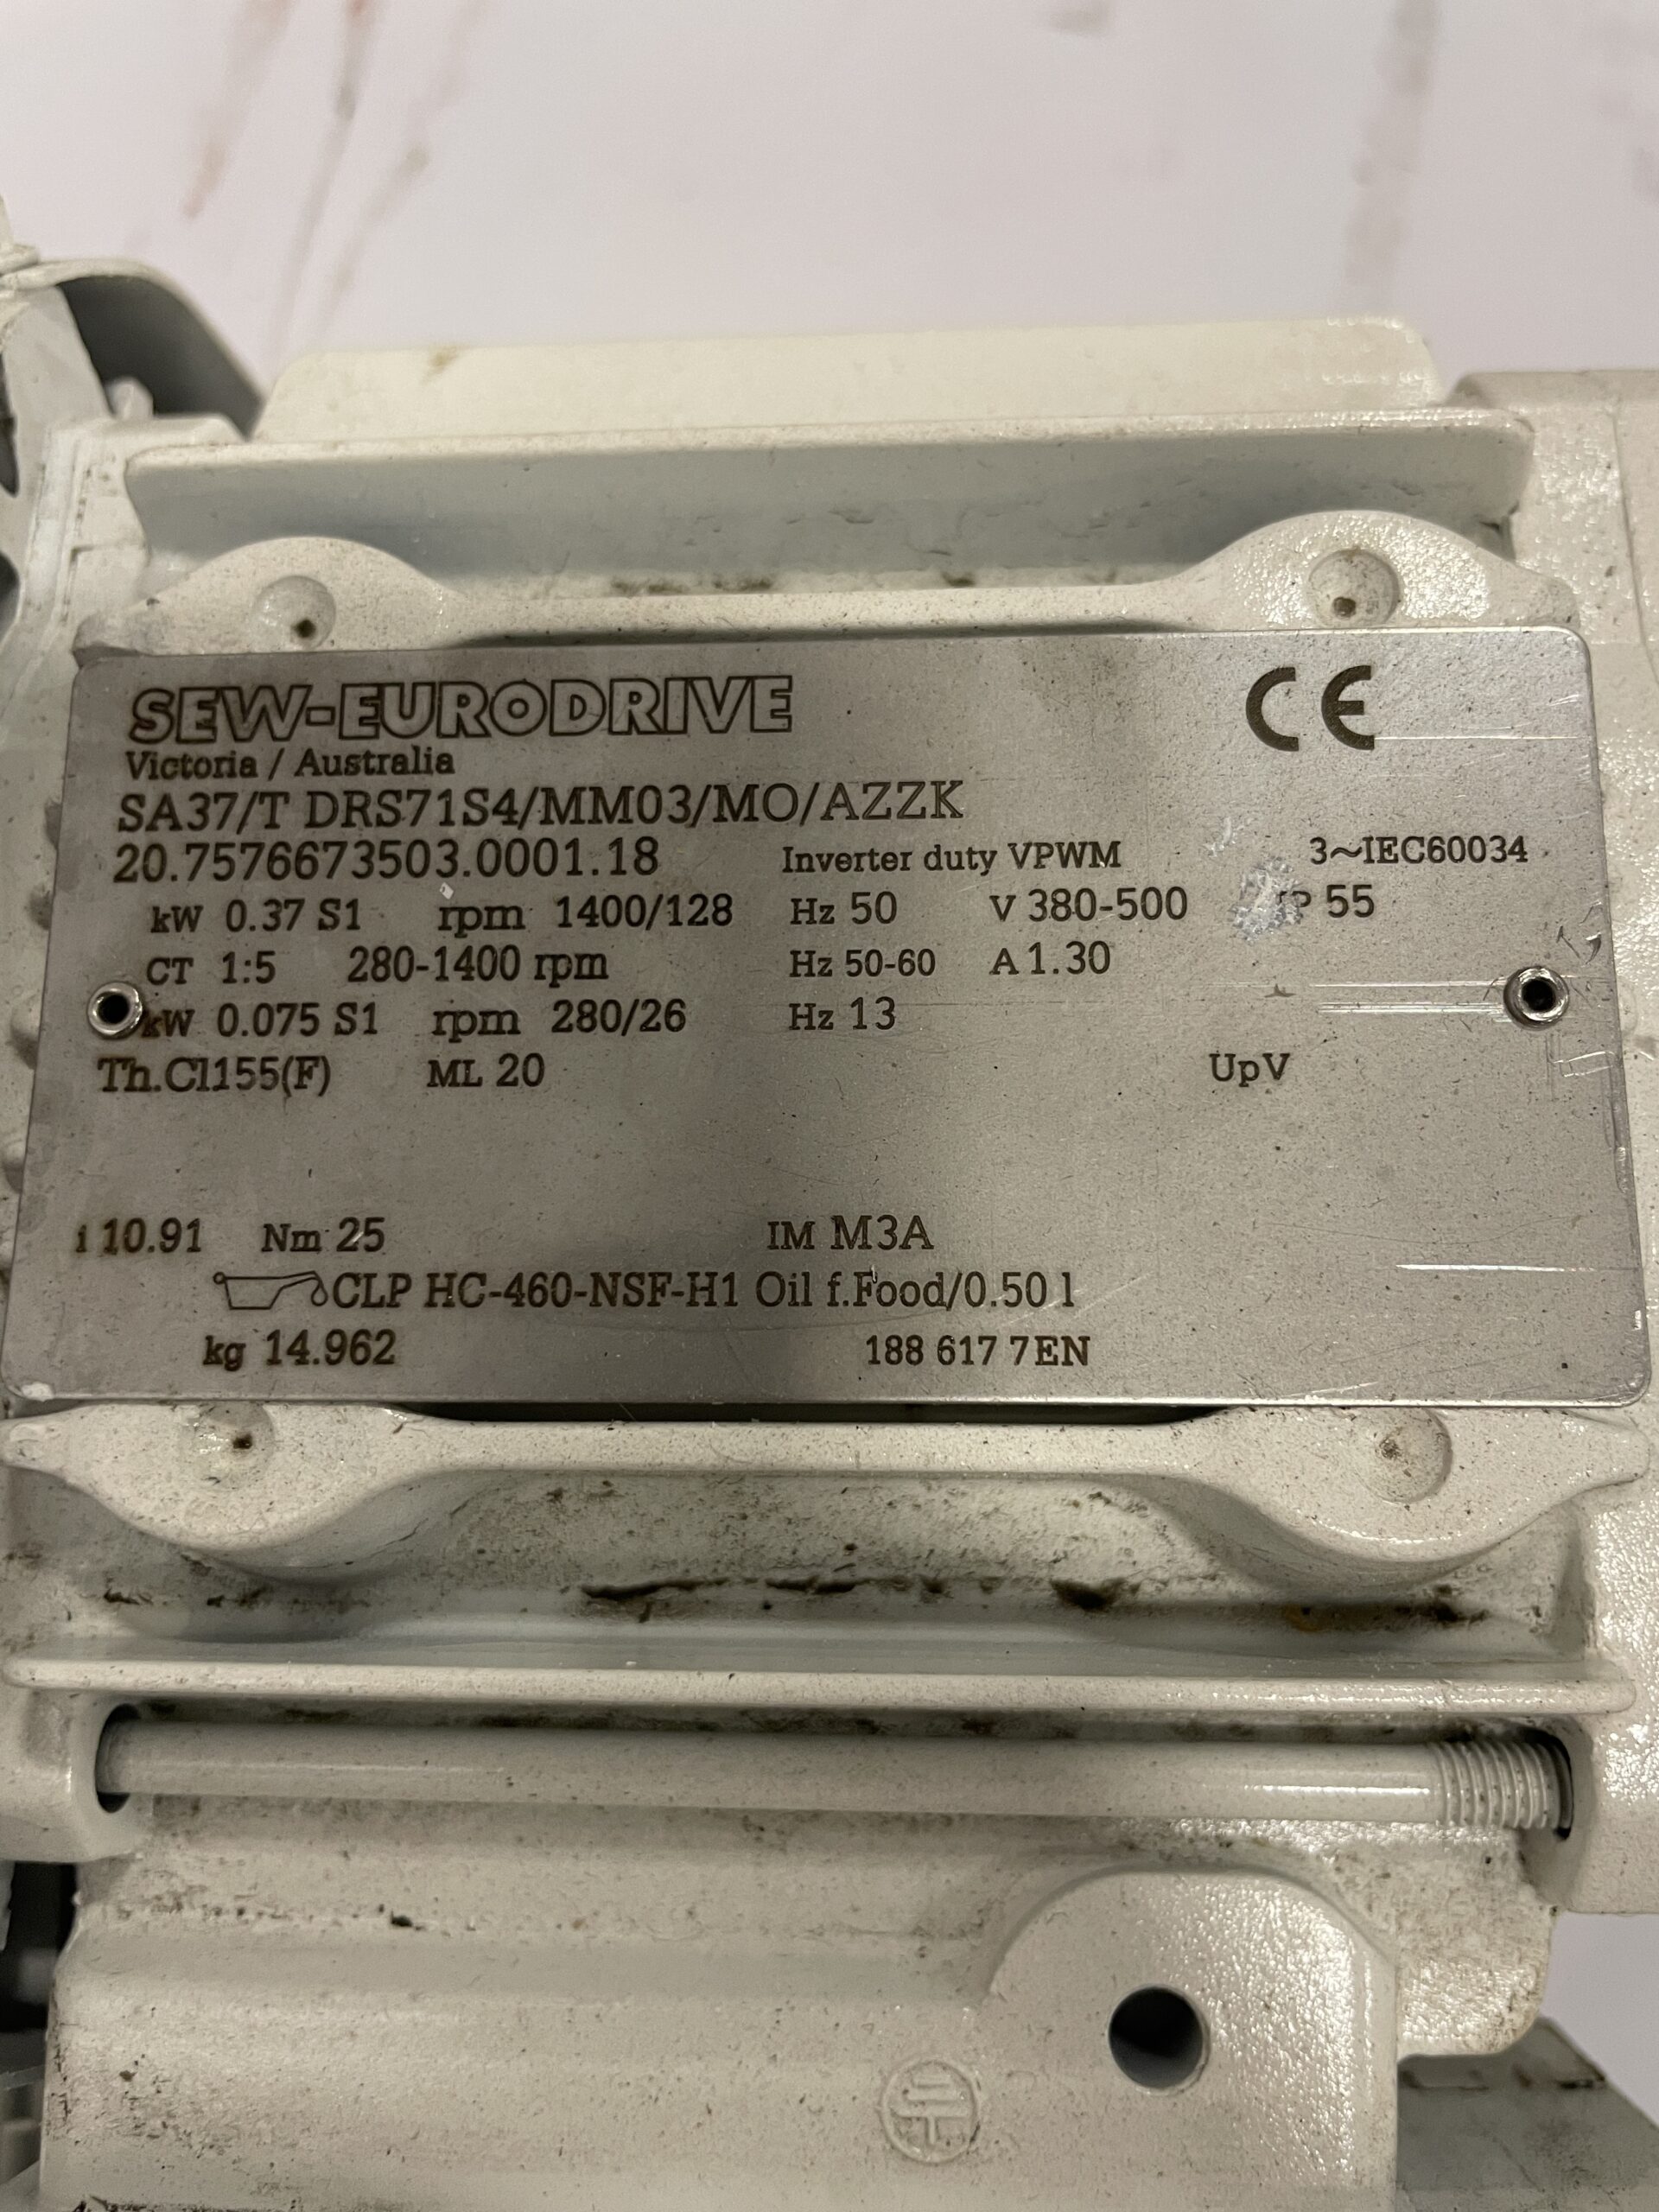 SEW-EURODRIVE CE
Victoria / Australia
SA37/T DRS71S4/MM03/MO/AZZK
20.7576673503.0001.18 Inverter duty VPWM 3~IEC60034
kW 0.37 S1 rpm 1400/128 Hz 50 V 380-500 55
CT 1:5 280-1400 rpm Hz 50-60 A 1.30
kW 0.075 S1 rpm 280/26 Hz 13
Th.Cl155(F) ML 20 UpV
i 10.91 Nm 25 IM M3A
CLP HC-460-NSF-H1 Oil f.Food/0.50 l
kg 14.962 188 617 7EN